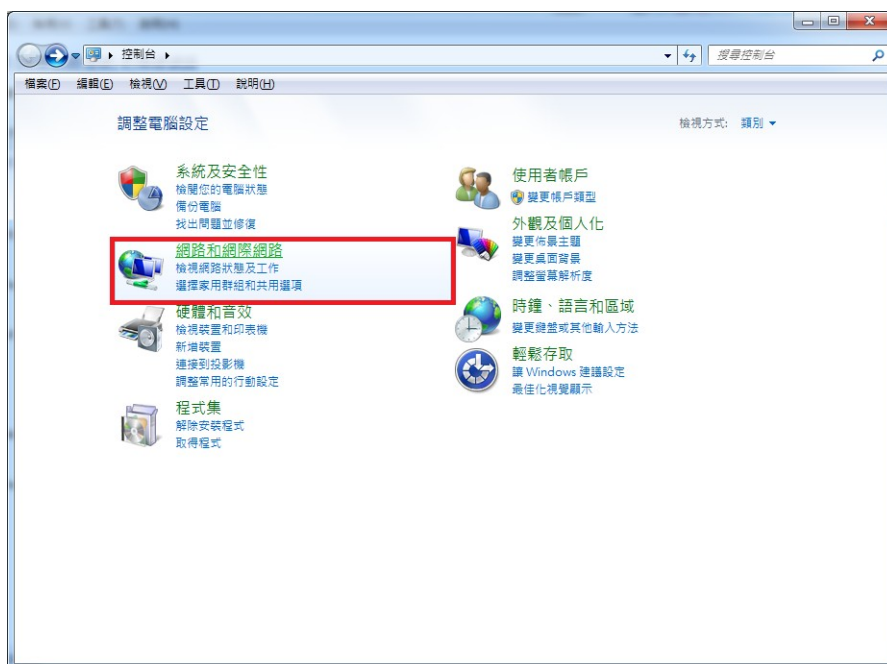 控制台
搜尋控制台
檔案(F) 編輯(E) 檢視(V) 工具(T) 說明(H)
調整電腦設定
檢視方式: 類別
系統及安全性
檢閱您的電腦狀態
備份電腦
找出問題並修復
網路和網際網路
檢視網路狀態及工作
選擇家用群組和共用選項
硬體和音效
檢視裝置和印表機
新增裝置
連接到投影機
調整常用的行動設定
程式集
解除安裝程式
取得程式
使用者帳戶
變更帳戶類型
外觀及個人化
變更佈景主題
變更桌面背景
調整螢幕解析度
時鐘、語言和區域
變更鍵盤或其他輸入方法
輕鬆存取
讓 Windows 建議設定
最佳化視覺顯示